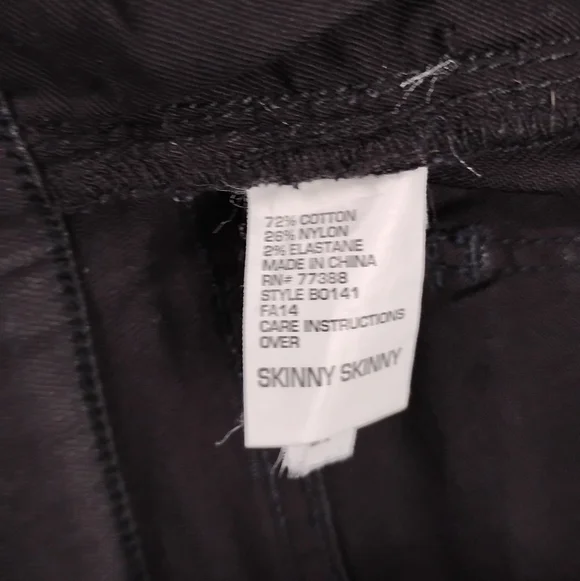 72% COTTON
26% NYLON
2% ELASTANE
MADE IN CHINA
RN# 77388
STYLE B0141
FA14
CARE INSTRUCTIONS
OVER
SKINNY SKINNY